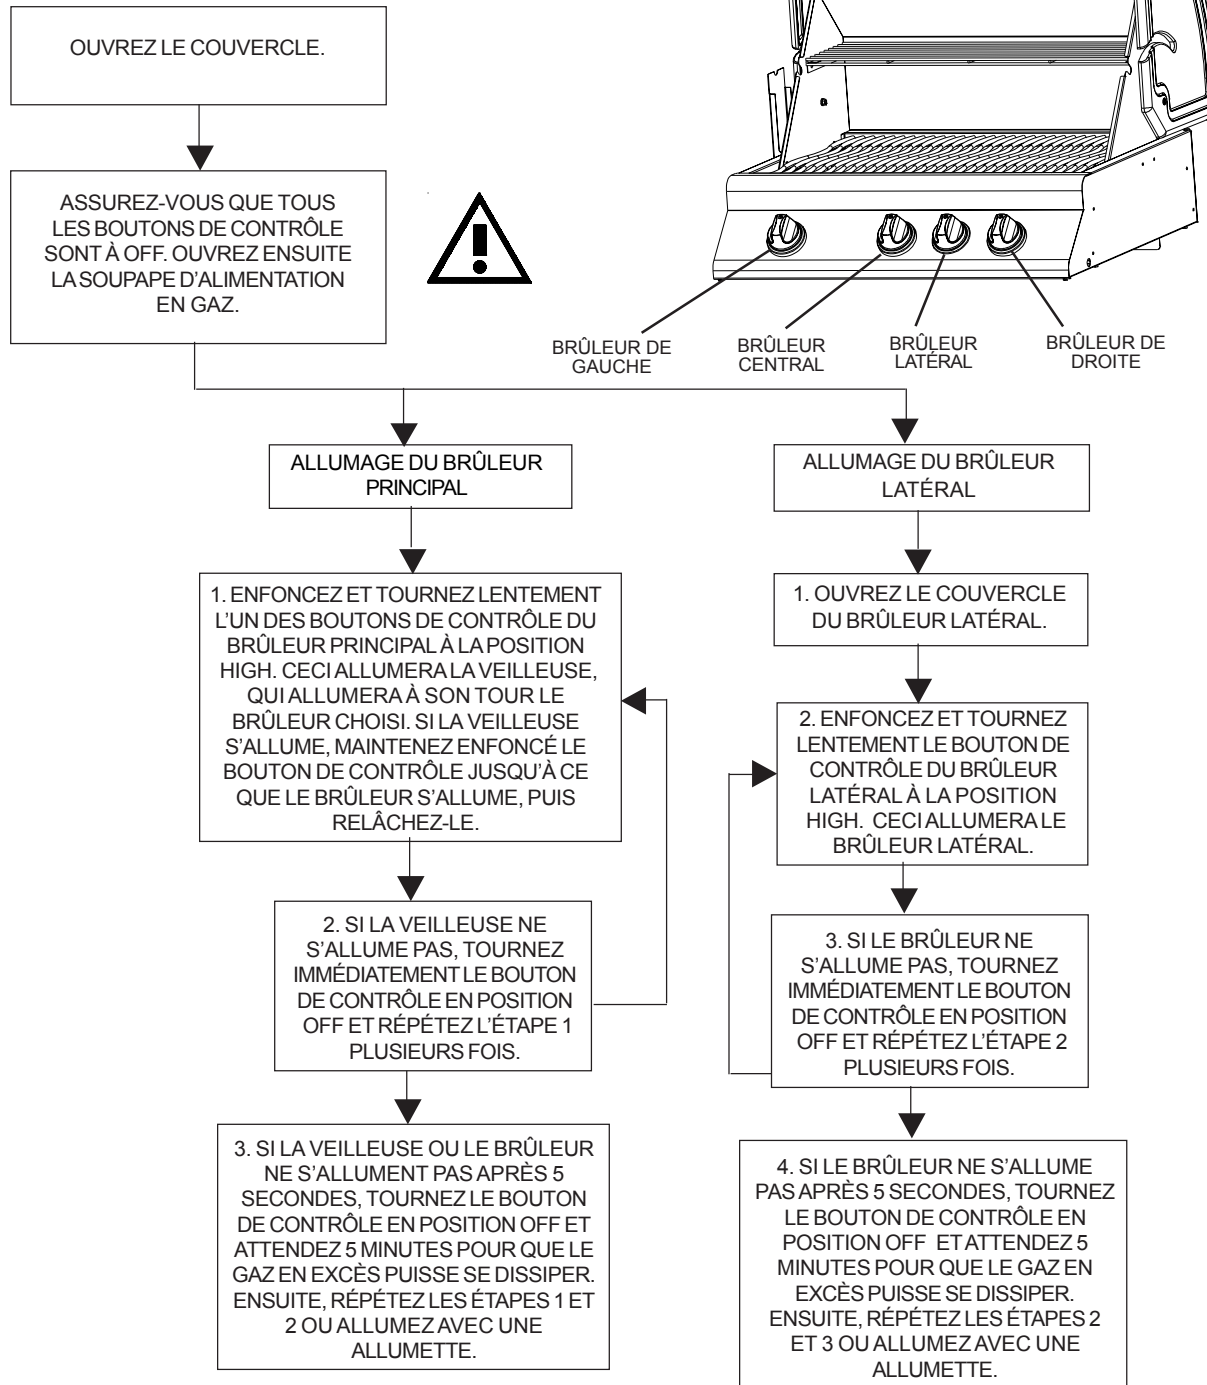 OUVREZ LE COUVERCLE.
ASSUREZ-VOUS QUE TOUS
LES BOUTONS DE CONTRÔLE
SONT À OFF. OUVREZ ENSUITE
LA SOUPAPE D'ALIMENTATION
EN GAZ.
BRÛLEUR DE
GAUCHE
BRÛLEUR
CENTRAL
BRÛLEUR
LATÉRAL
BRÛLEUR DE
DROITE
ALLUMAGE DU BRÛLEUR
PRINCIPAL
1. ENFONCEZ ET TOURNEZ LENTEMENT
L'UN DES BOUTONS DE CONTRÔLE DU
BRÛLEUR PRINCIPAL À LA POSITION
HIGH. CECI ALLUMERA LA VEILLEUSE,
QUI ALLUMERA À SON TOUR LE
BRÛLEUR CHOISI. SI LA VEILLEUSE
S'ALLUME, MAINTENEZ ENFONCÉ LE
BOUTON DE CONTRÔLE JUSQU'À CE
QUE LE BRÛLEUR S'ALLUME, PUIS
RELÂCHEZ-LE.
2. SI LA VEILLEUSE NE
S'ALLUME PAS, TOURNEZ
IMMÉDIATEMENT LE BOUTON
DE CONTRÔLE EN POSITION
OFF ET RÉPÉTEZ L'ÉTAPE 1
PLUSIEURS FOIS.
3. SI LA VEILLEUSE OU LE BRÛLEUR
NE S'ALLUMENT PAS APRÈS 5
SECONDES, TOURNEZ LE BOUTON
DE CONTRÔLE EN POSITION OFF ET
ATTENDEZ 5 MINUTES POUR QUE LE
GAZ EN EXCÈS PUISSE SE DISSIPER.
ENSUITE, RÉPÉTEZ LES ÉTAPES 1 ET
2 OU ALLUMEZ AVEC UNE
ALLUMETTE.
ALLUMAGE DU BRÛLEUR
LATÉRAL
1. OUVREZ LE COUVERCLE
DU BRÛLEUR LATÉRAL.
2. ENFONCEZ ET TOURNEZ
LENTEMENT LE BOUTON DE
CONTRÔLE DU BRÛLEUR
LATÉRAL À LA POSITION
HIGH. CECI ALLUMERA LE
BRÛLEUR LATÉRAL.
3. SI LE BRÛLEUR NE
S'ALLUME PAS, TOURNEZ
IMMÉDIATEMENT LE BOUTON
DE CONTRÔLE EN POSITION
OFF ET RÉPÉTEZ L'ÉTAPE 2
PLUSIEURS FOIS.
4. SI LE BRÛLEUR NE S'ALLUME
PAS APRÈS 5 SECONDES, TOURNEZ
LE BOUTON DE CONTRÔLE EN
POSITION OFF ET ATTENDEZ 5
MINUTES POUR QUE LE GAZ EN
EXCÈS PUISSE SE DISSIPER.
ENSUITE, RÉPÉTEZ LES ÉTAPES 2
ET 3 OU ALLUMEZ AVEC UNE
ALLUMETTE.